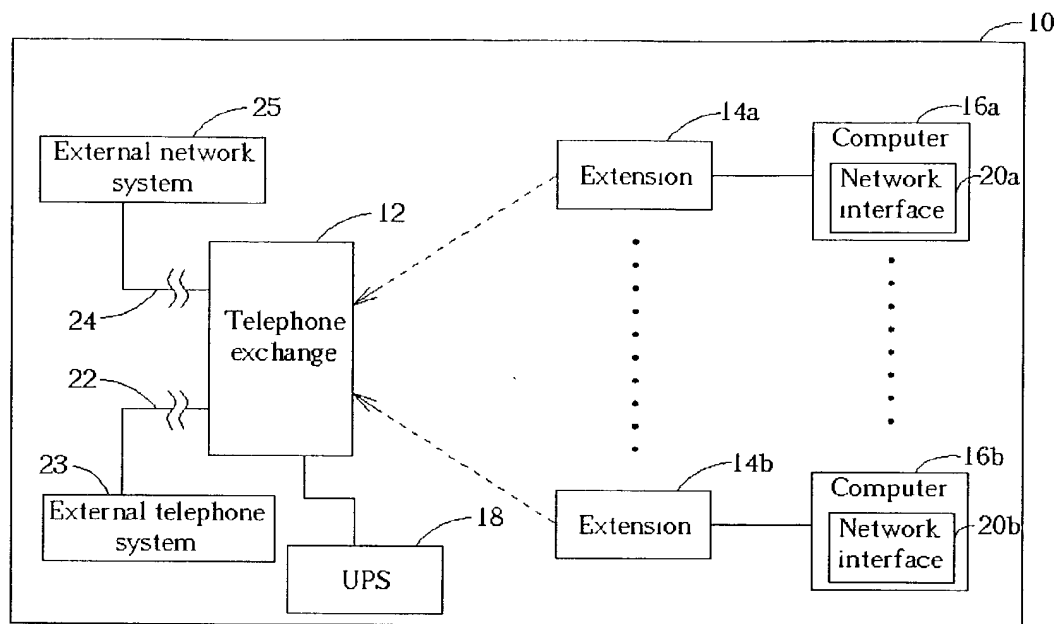 10
25
External network
system
14a
Extension
16a
Computer
Network
interface
20a
12
Telephone
exchange
24
22
23
External telephone
system
18
UPS
14b
Extension
16b
Computer
Network
interface
20b